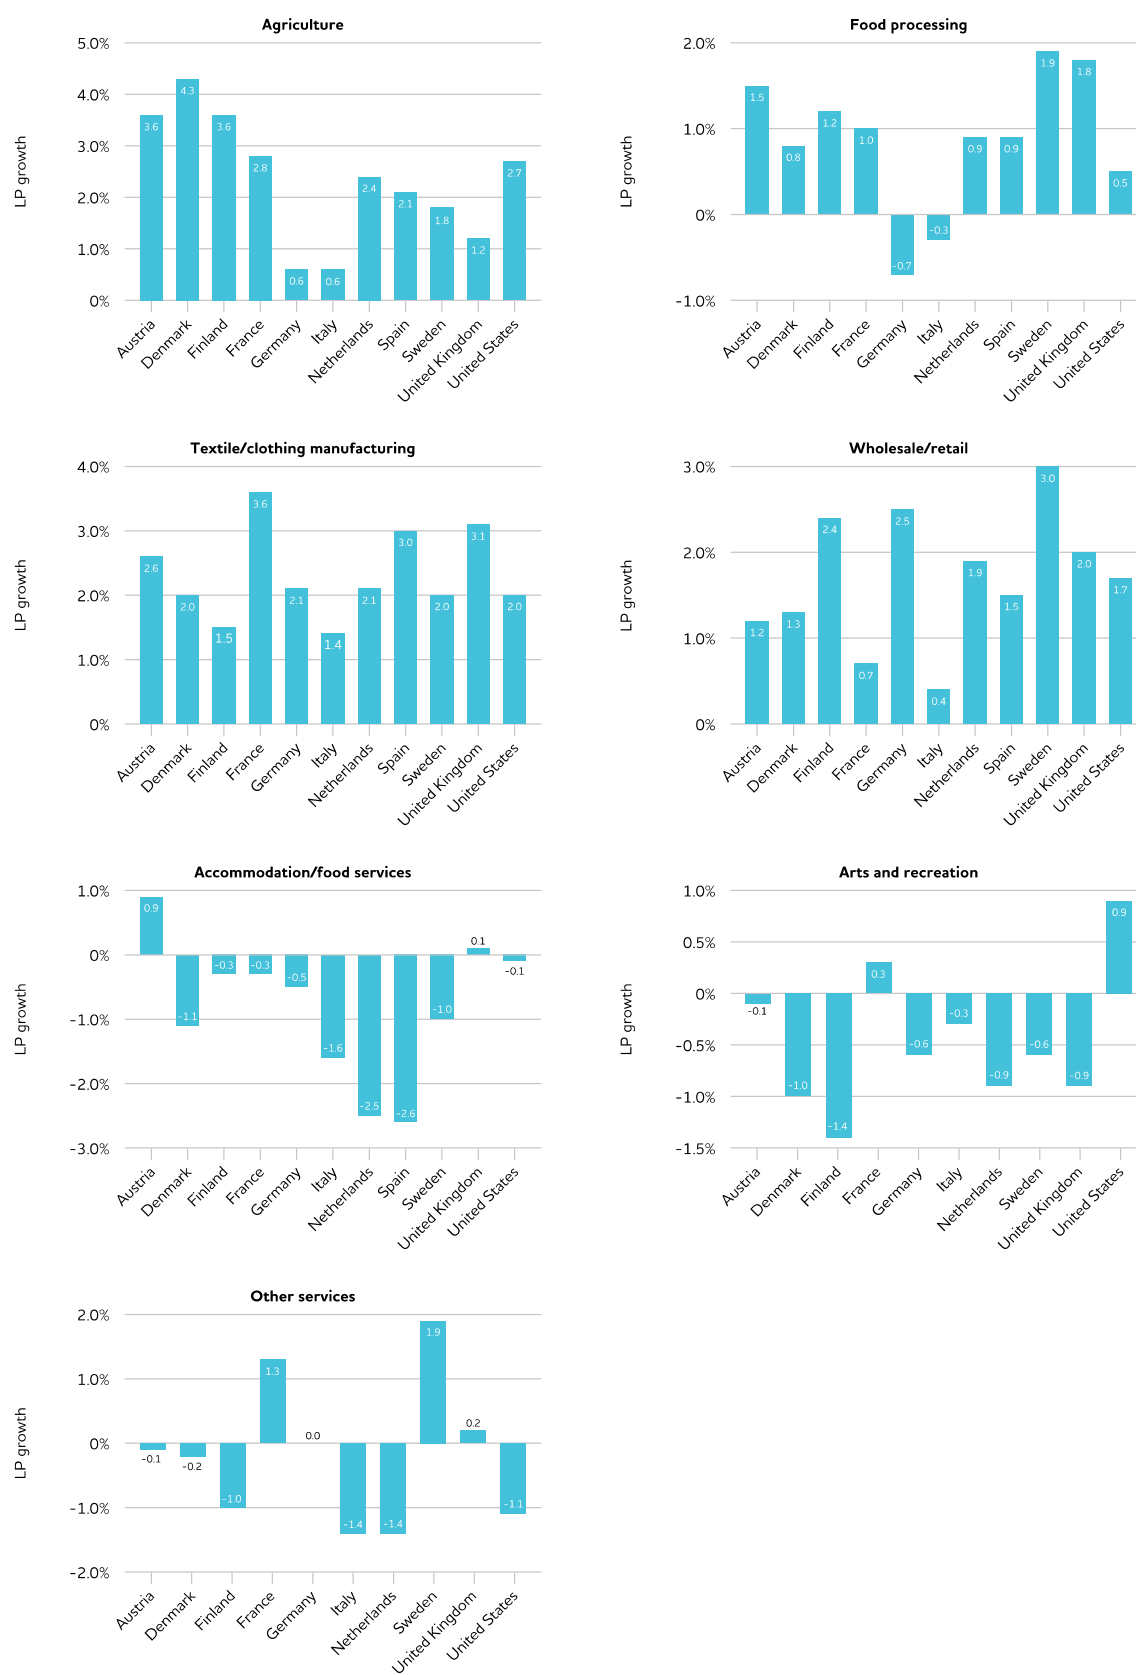 Agriculture
5.0%
4.0%
3.0%
2.0%
1.0%
0%
LP growth
3.6
4.3
3.6
2.8
0.6
0.6
2.4
2.1
1.8
1.2
2.7
Austria
Denmark
Finland
France
Germany
Italy
Netherlands
Spain
Sweden
United Kingdom
United States
Food processing
2.0%
1.0%
0%
-1.0%
LP growth
1.5
0.8
1.2
1.0
-0.7
-0.3
0.9
0.9
1.9
1.8
0.5
Austria
Denmark
Finland
France
Germany
Italy
Netherlands
Spain
Sweden
United Kingdom
United States
Textile/clothing manufacturing
4.0%
3.0%
2.0%
1.0%
0%
LP growth
2.6
2.0
1.5
3.6
2.1
1.4
2.1
3.0
2.0
3.1
2.0
Austria
Denmark
Finland
France
Germany
Italy
Netherlands
Spain
Sweden
United Kingdom
United States
Wholesale/retail
3.0%
2.0%
1.0%
0%
LP growth
1.2
1.3
2.4
0.7
2.5
0.4
1.9
1.5
3.0
2.0
1.7
Austria
Denmark
Finland
France
Germany
Italy
Netherlands
Spain
Sweden
United Kingdom
United States
Accommodation/food services
1.0%
0%
-1.0%
-2.0%
-3.0%
LP growth
0.9
-1.1
-0.3
-0.3
-0.5
-1.6
-2.5
-2.6
-1.0
0.1
-0.1
Austria
Denmark
Finland
France
Germany
Italy
Netherlands
Spain
Sweden
United Kingdom
United States
Arts and recreation
1.0%
0.5%
0%
-0.5%
-1.0%
-1.5%
LP growth
-0.1
-1.0
-1.4
0.3
-0.6
-0.3
-0.9
-0.6
-0.9
0.9
Austria
Denmark
Finland
France
Germany
Italy
Netherlands
Sweden
United Kingdom
United States
Other services
2.0%
1.0%
0%
-1.0%
-2.0%
LP growth
-0.1
-0.2
-1.0
1.3
0.0
-1.4
-1.4
1.9
0.2
-1.1
Austria
Denmark
Finland
France
Germany
Italy
Netherlands
Sweden
United Kingdom
United States